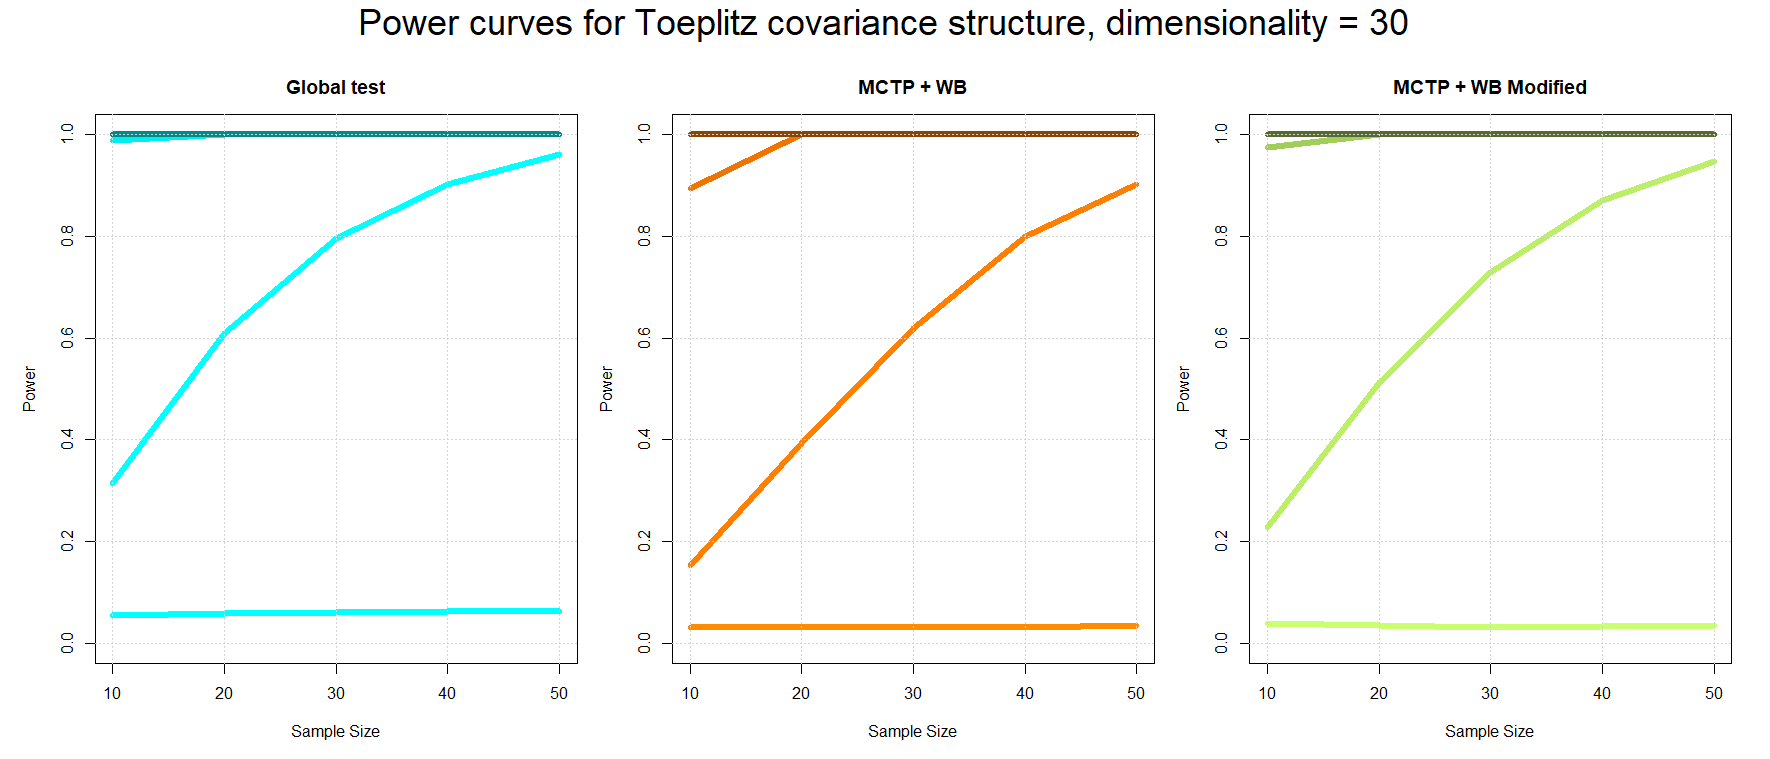 Power curves for Toeplitz covariance structure, dimensionality = 30
Global test
Power
0.0 0.2 0.4 0.6 0.8 1.0
10 20 30 40 50
Sample Size
MCTP + WB
Power
0.0 0.2 0.4 0.6 0.8 1.0
10 20 30 40 50
Sample Size
MCTP + WB Modified
Power
0.0 0.2 0.4 0.6 0.8 1.0
10 20 30 40 50
Sample Size